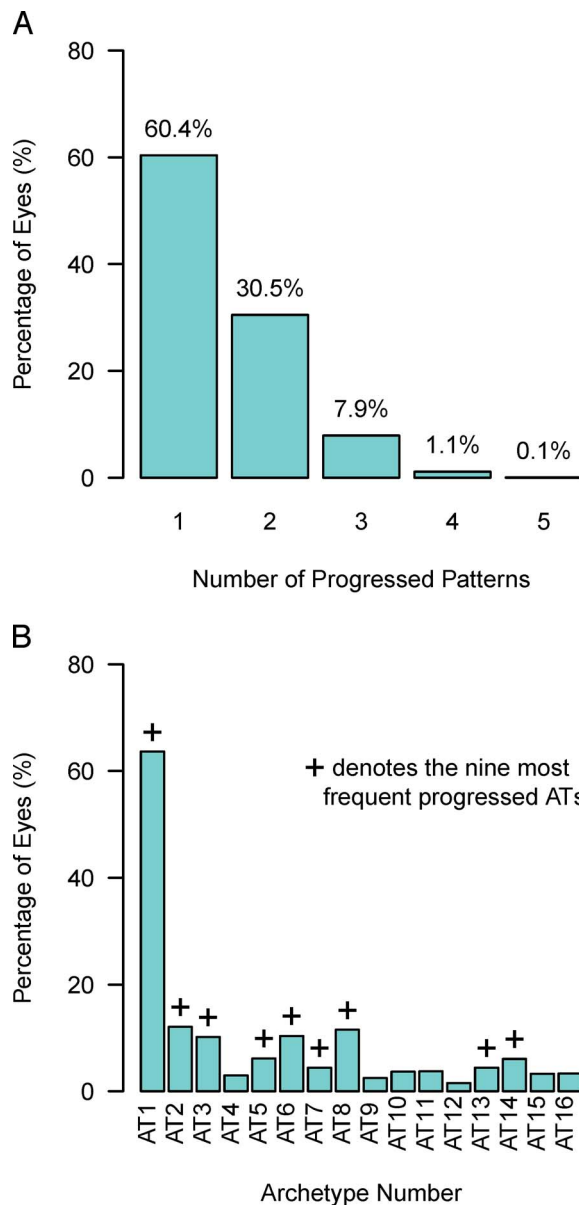 A
80
60
40
20
0
Percentage of Eyes (%)
60.4%
30.5%
7.9%
1.1%
0.1%
1 2 3 4 5
Number of Progressed Patterns
B
80
60
40
20
0
Percentage of Eyes (%)
+
+ denotes the nine most
frequent progressed ATs
+ + + + + + + +
AT1 AT2 AT3 AT4 AT5 AT6 AT7 AT8 AT9 AT10 AT11 AT12 AT13 AT14 AT15 AT16
Archetype Number